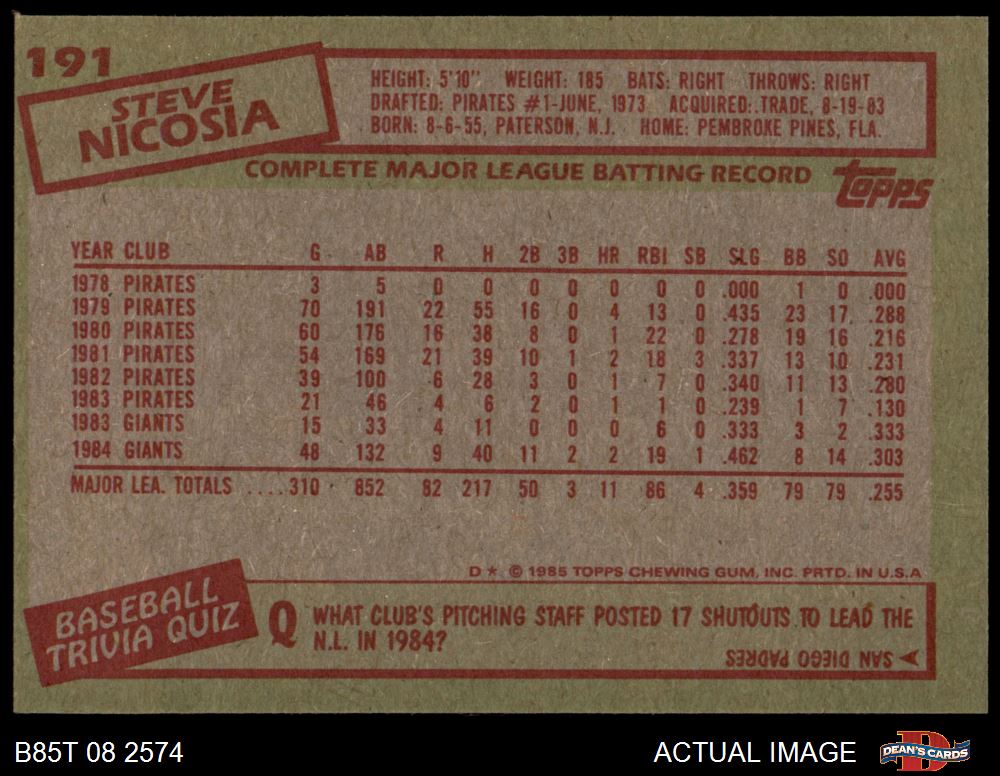 191
STEVE
NICOSIA
HEIGHT: 5'10" WEIGHT: 185 BATS: RIGHT THROWS: RIGHT
DRAFTED: PIRATES #1-JUNE, 1973 ACQUIRED: TRADE, 8-19-83
BORN: 8-6-55, PATERSON, N.J. HOME: PEMBROKE PINES, FLA.
COMPLETE MAJOR LEAGUE BATTING RECORD
TOPPS
YEAR CLUB G AB R H 2B 3B HR RBI SB SLG BB SO AVG
1978 PIRATES 3 5 0 0 0 0 0 0 0 .000 1 0 .000
1979 PIRATES 70 191 22 55 16 0 4 13 0 .435 23 17 .288
1980 PIRATES 60 176 16 38 8 0 1 22 0 .278 19 16 .216
1981 PIRATES 54 169 21 39 10 1 2 18 3 .337 13 10 .231
1982 PIRATES 39 100 6 28 3 0 1 7 0 .340 11 13 .280
1983 PIRATES 21 46 4 6 2 0 1 1 0 .239 1 7 .130
1983 GIANTS 15 33 4 11 0 0 0 6 0 .333 3 2 .333
1984 GIANTS 48 132 9 40 11 2 2 19 1 .462 8 14 .303
MAJOR LEA. TOTALS ....310 852 82 217 50 3 11 86 4 .359 79 79 .255
D* © 1985 TOPPS CHEWING GUM, INC. PRTD. IN U.S.A
BASEBALL
TRIVIA QUIZ
Q WHAT CLUB'S PITCHING STAFF POSTED 17 SHUTOUTS TO LEAD THE
N.L. IN 1984?
SAN DIEGO PADRES
B85T 08 2574
ACTUAL IMAGE
DEAN'S CARDS